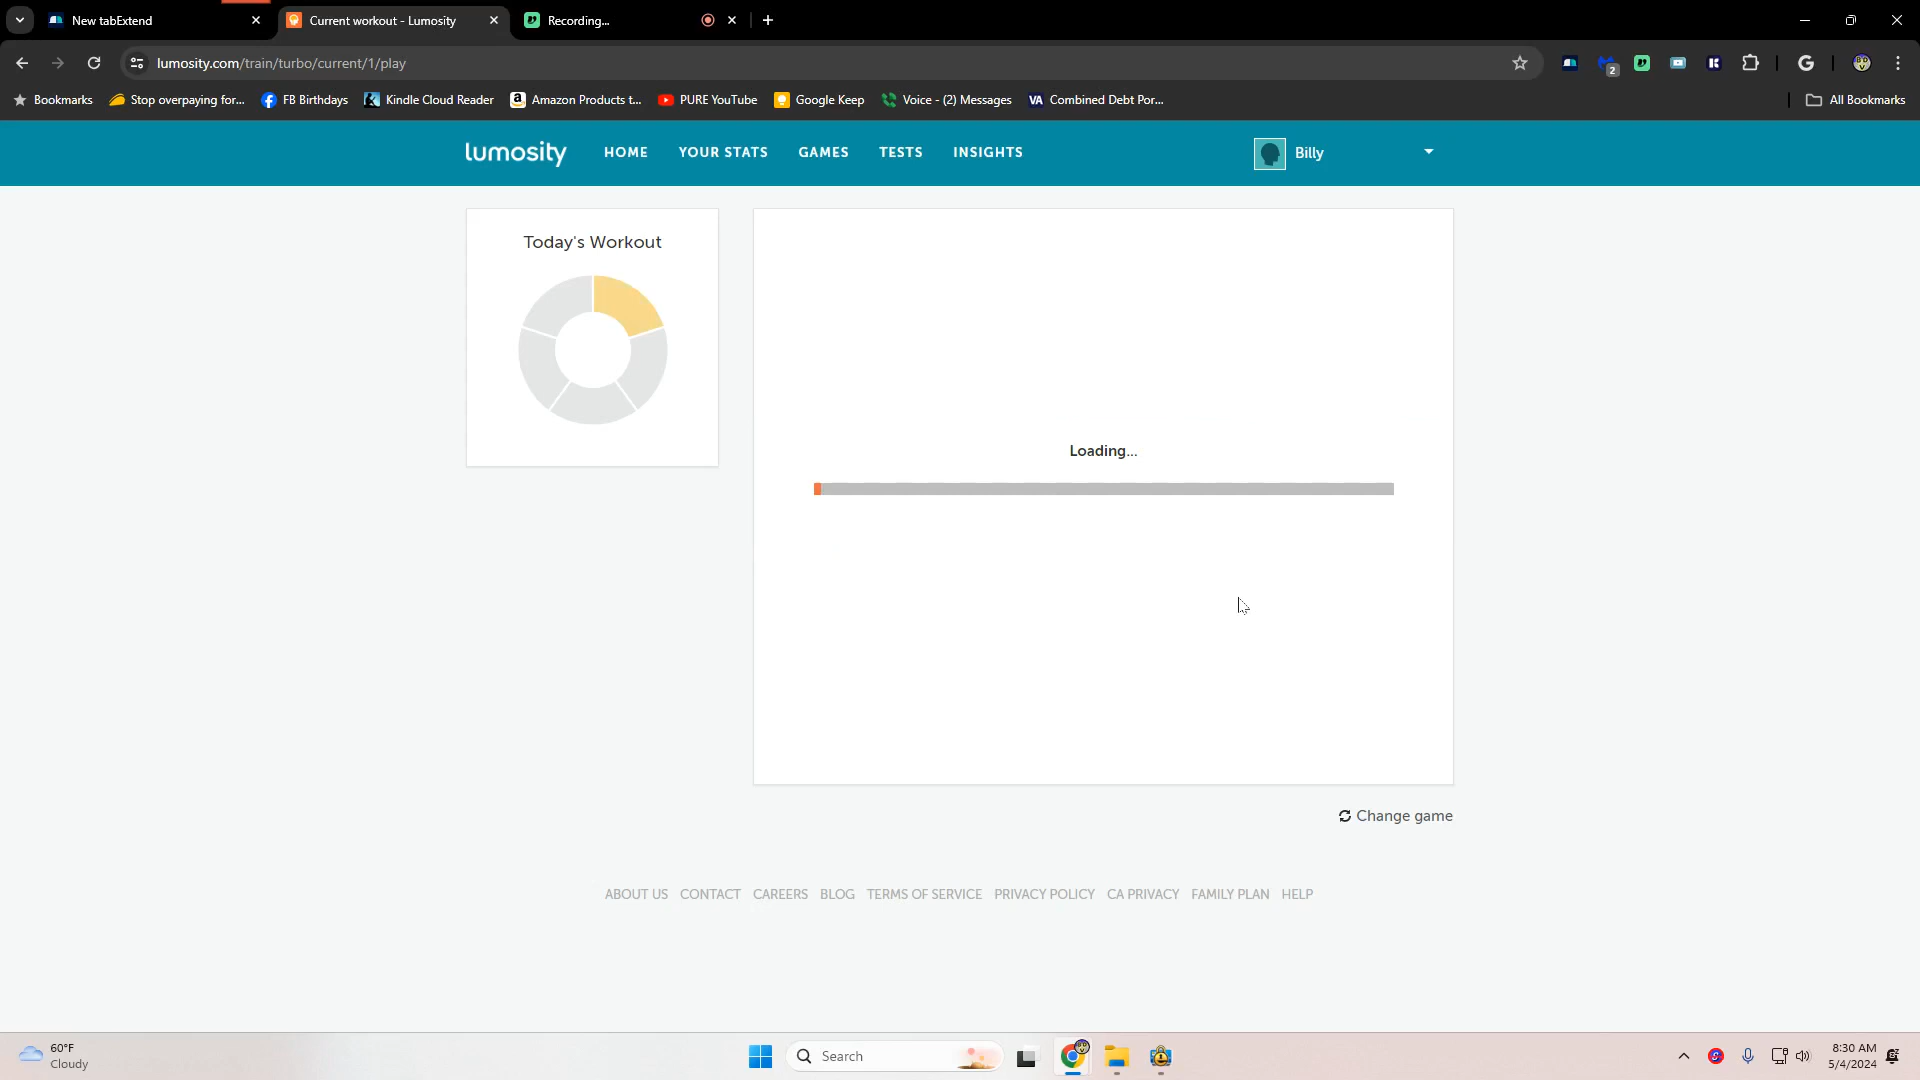 New tabExtend
Current workout - Lumosity
Recording...
lumosity.com/train/turbo/current/1/play
2
Bookmarks
Stop overpaying for...
FB Birthdays
Kindle Cloud Reader
Amazon Products t...
PURE YouTube
Google Keep
Voice - (2) Messages
VA Combined Debt Por...
All Bookmarks
lumosity
HOME
YOUR STATS
GAMES
TESTS
INSIGHTS
Billy
Today's Workout
Loading...
Change game
ABOUT US CONTACT CAREERS BLOG TERMS OF SERVICE PRIVACY POLICY CA PRIVACY FAMILY PLAN HELP
60°F
Cloudy
Search
8:30 AM
5/4/2024